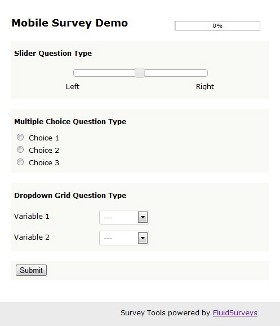 Mobile Survey Demo
0%
Slider Question Type
Left Right
Multiple Choice Question Type
Choice 1
Choice 2
Choice 3
Dropdown Grid Question Type
Variable 1 ---
Variable 2 ---
Submit
Survey Tools powered by FluidSurveys